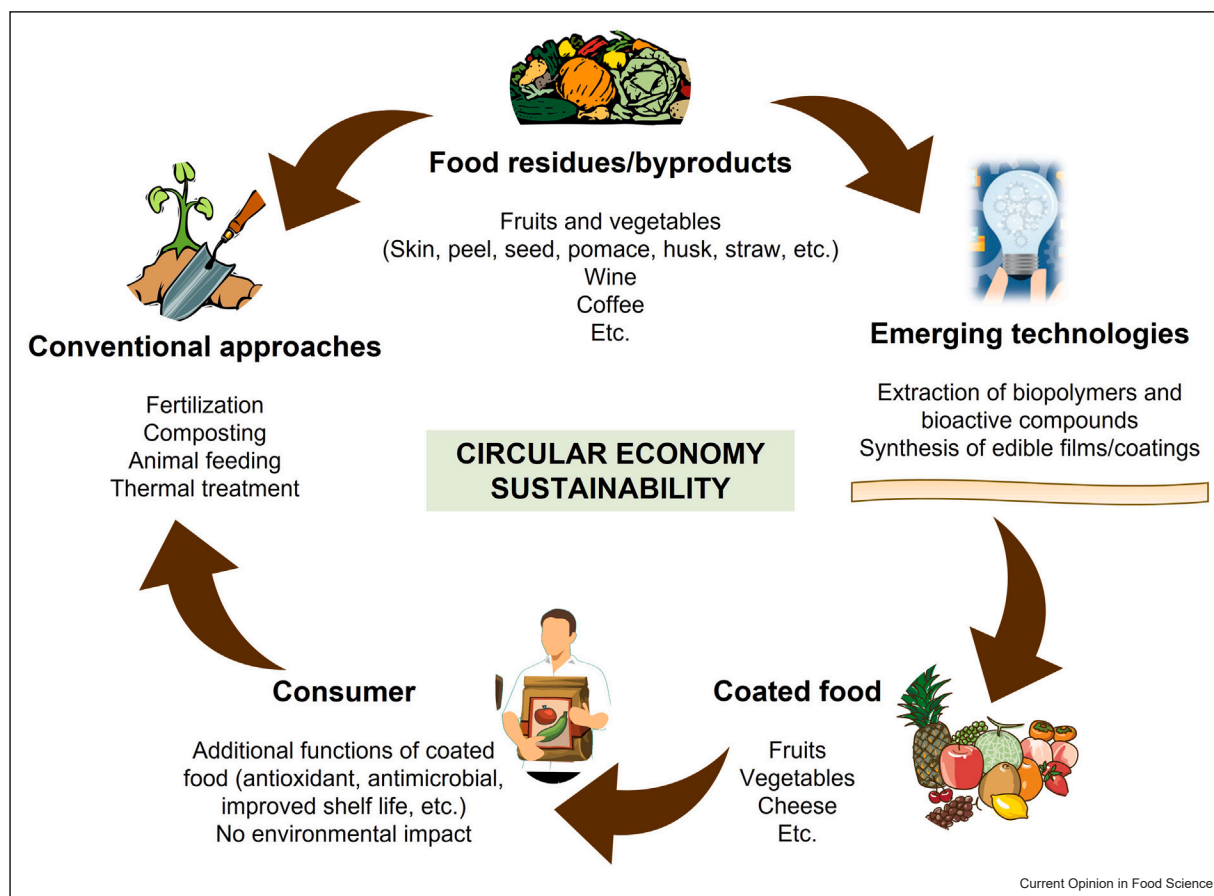 Food residues/byproducts
Fruits and vegetables
(Skin, peel, seed, pomace, husk, straw, etc.)
Wine
Coffee
Etc.
Conventional approaches
Fertilization
Composting
Animal feeding
Thermal treatment
Emerging technologies
Extraction of biopolymers and
bioactive compounds
Synthesis of edible films/coatings
CIRCULAR ECONOMY
SUSTAINABILITY
Consumer
Additional functions of coated
food (antioxidant, antimicrobial,
improved shelf life, etc.)
No environmental impact
Coated food
Fruits
Vegetables
Cheese
Etc.
Current Opinion in Food Science